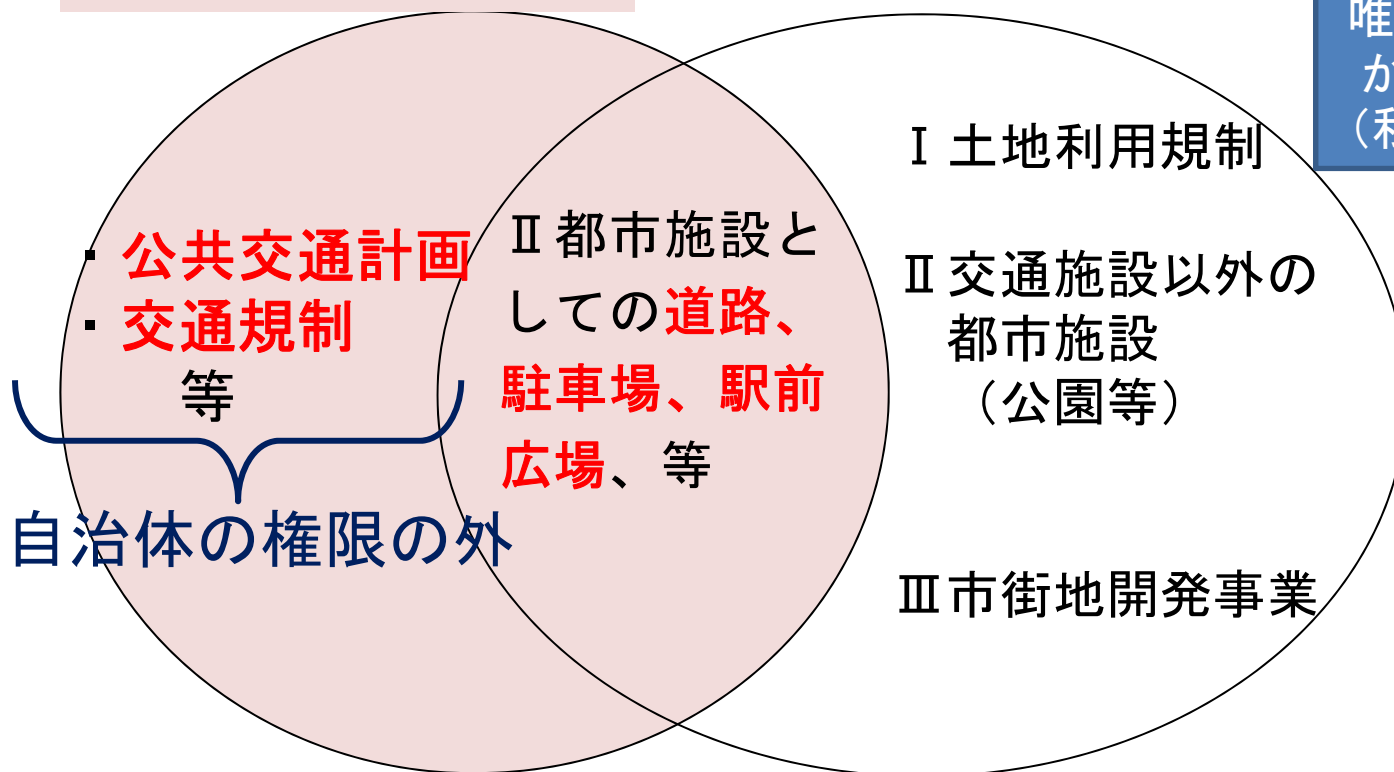 ・公共交通計画
・交通規制
等
自治体の権限の外
Ⅱ都市施設と
しての道路、
駐車場、駅前
広場、等
Ⅰ土地利用規制
Ⅱ交通施設以外の
都市施設
（公園等）
Ⅲ市街地開発事業
唯
が